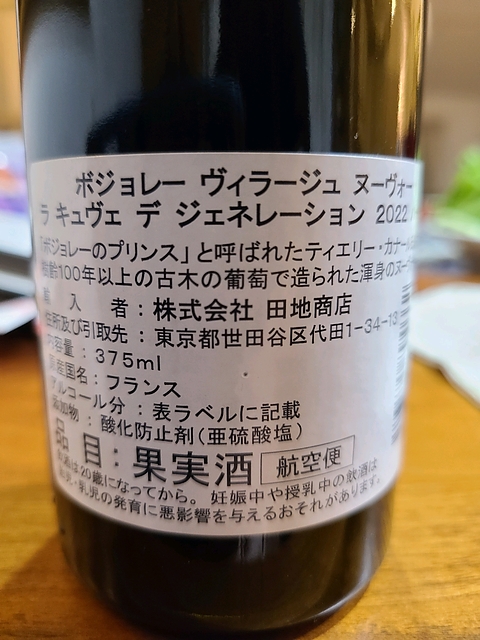 ボジョレー ヴィラージュ ヌーヴォー
ラ キュヴェ デ ジェネレーション 2022
「ボジョレーのプリンス」と呼ばれたティエリー・カナー
樹齢100年以上の古木の葡萄で造られた渾身のヌー
輸入者:株式会社 田地商店
住所及び引取先:東京都世田谷区代田1-34-13
内容量:375ml
原産国名:フランス
アルコール分:表ラベルに記載
添加物:酸化防止剤(亜硫酸塩)
品目:果実酒 航空便
お酒は20歳になってから。妊娠中や授乳中の飲酒は
胎児・乳児の発育に悪影響を与えるおそれがあります。